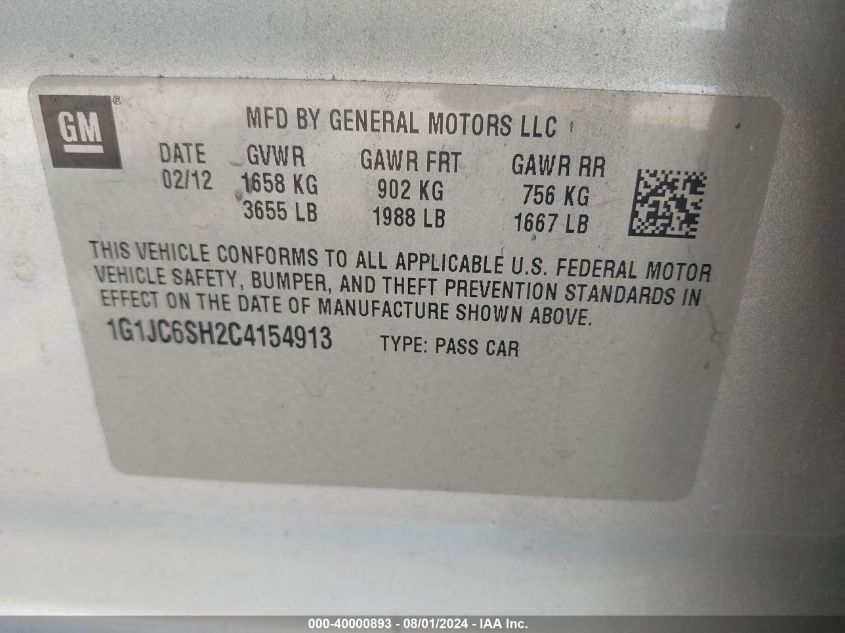 GM®
MFD BY GENERAL MOTORS LLC
DATE GVWR GAWR FRT GAWR RR
02/12 1658 KG 902 KG 756 KG
3655 LB 1988 LB 1667 LB
THIS VEHICLE CONFORMS TO ALL APPLICABLE U.S. FEDERAL MOTOR
VEHICLE SAFETY, BUMPER, AND THEFT PREVENTION STANDARDS IN
EFFECT ON THE DATE OF MANUFACTURE SHOWN ABOVE.
1G1JC6SH2C4154913 TYPE: PASS CAR
000-40000893 - 08/01/2024 - IAA Inc.